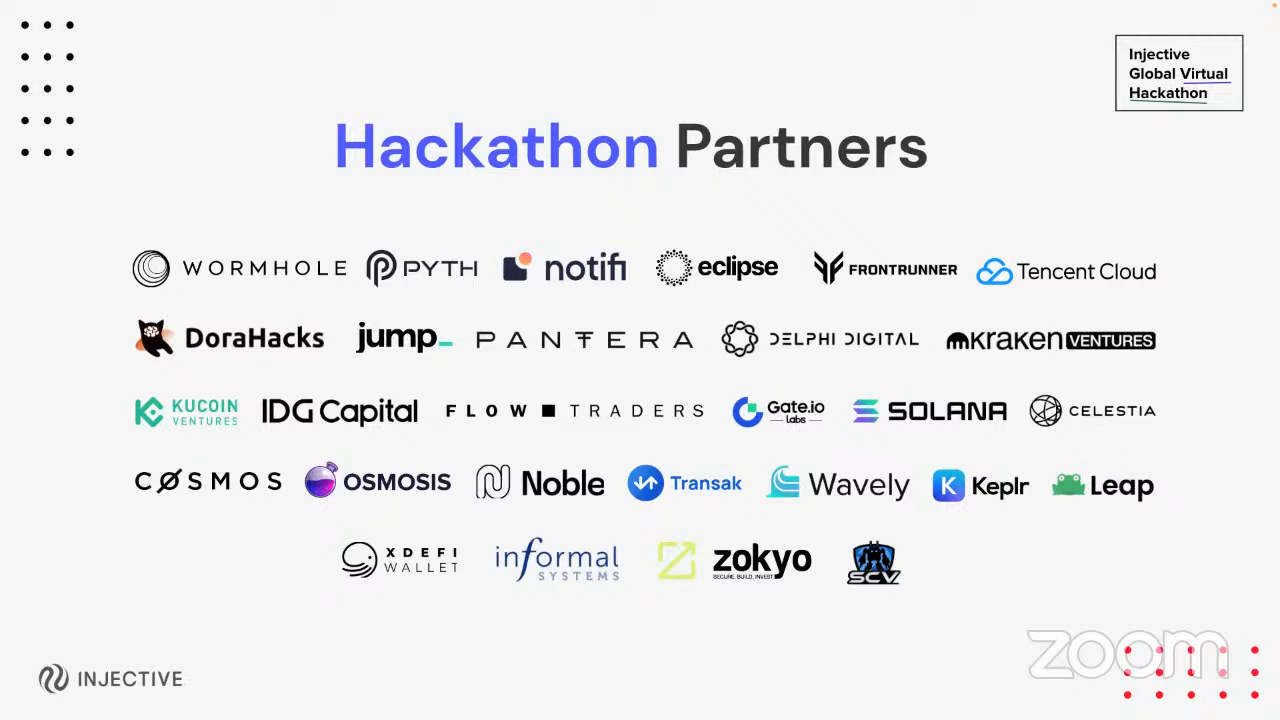 Injective
Global Virtual
Hackathon
Hackathon Partners
WORMHOLE PYTH notifi eclipse FRONTRUNNER Tencent Cloud
DoraHacks jump_ PANTERA DELPHI DIGITAL kraken VENTURES
KUCOIN VENTURES IDG Capital FLOW TRADERS Gate.io labs SOLANA CELESTIA
COSMOS OSMOSIS Noble Transak Wavely K Keplr Leap
XDEFI WALLET informal SYSTEMS zokyo SECURE. BUILD. INVEST. SCV
INJECTIVE
zoom